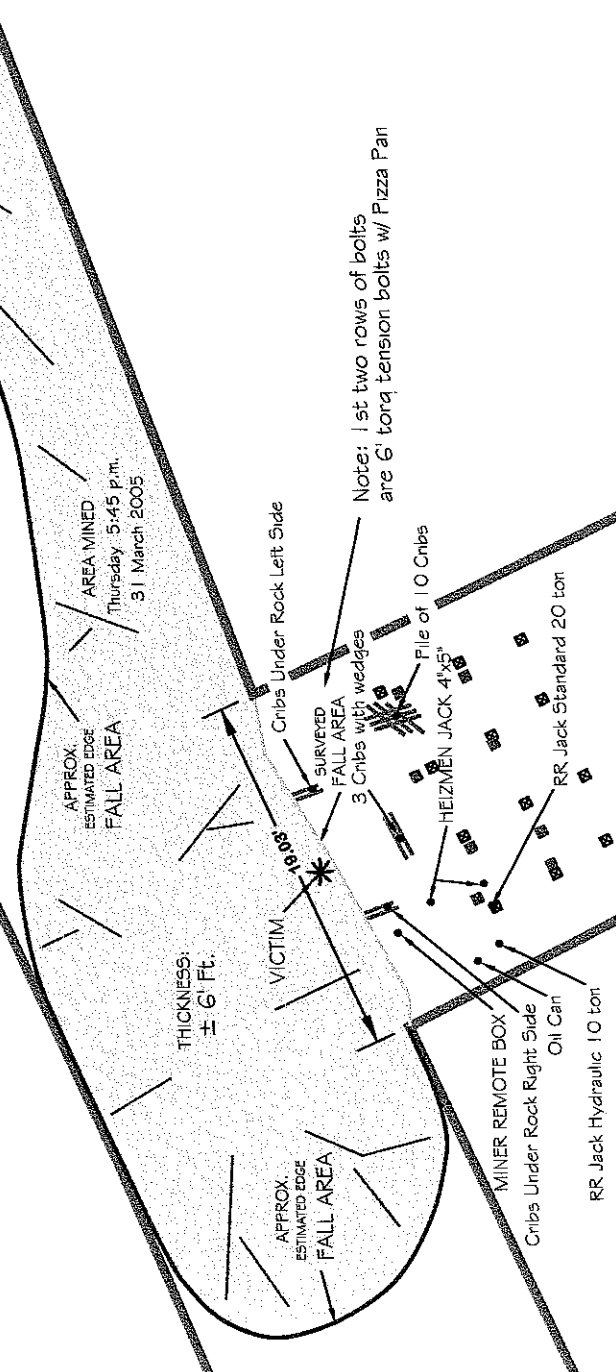 AREA MINED
Thursday 5:45 p.m.
31 March 2005
APPROX.
ESTIMATED EDGE
FALL AREA
THICKNESS:
± 6' Ft.
VICTIM
19.03'
Cribs Under Rock Left Side
SURVEYED
FALL AREA
3 Cribs with wedges
Note: 1st two rows of bolts
are 6' torq tension bolts w/ Pizza Pan
Pile of 10 Cribs
HEIZMEN JACK 4"x5"
RR Jack Standard 20 ton
APPROX.
ESTIMATED EDGE
FALL AREA
MINER REMOTE BOX
Cribs Under Rock Right Side
Oil Can
RR Jack Hydraulic 10 ton